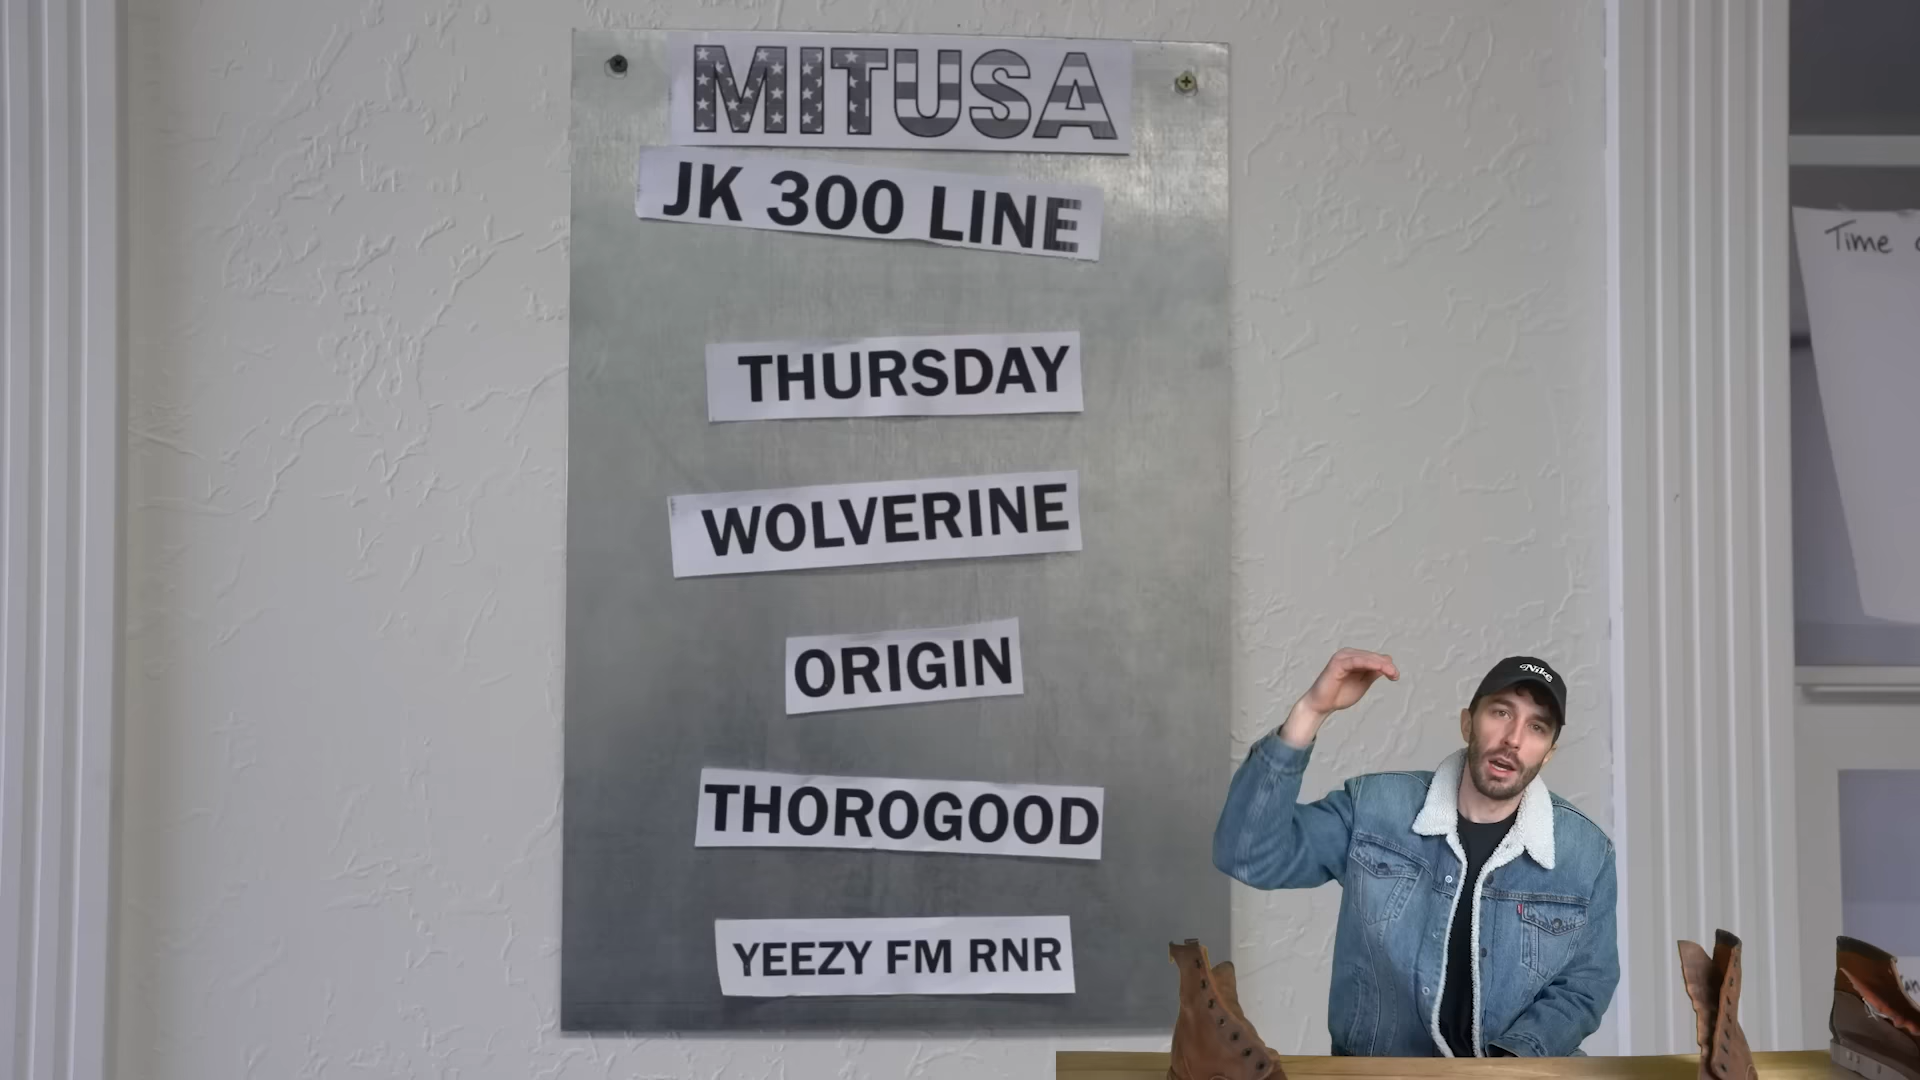 MITUSA
JK 300 LINE
THURSDAY
WOLVERINE
ORIGIN
THOROGOOD
YEEZY FM RNR
Time
Nike